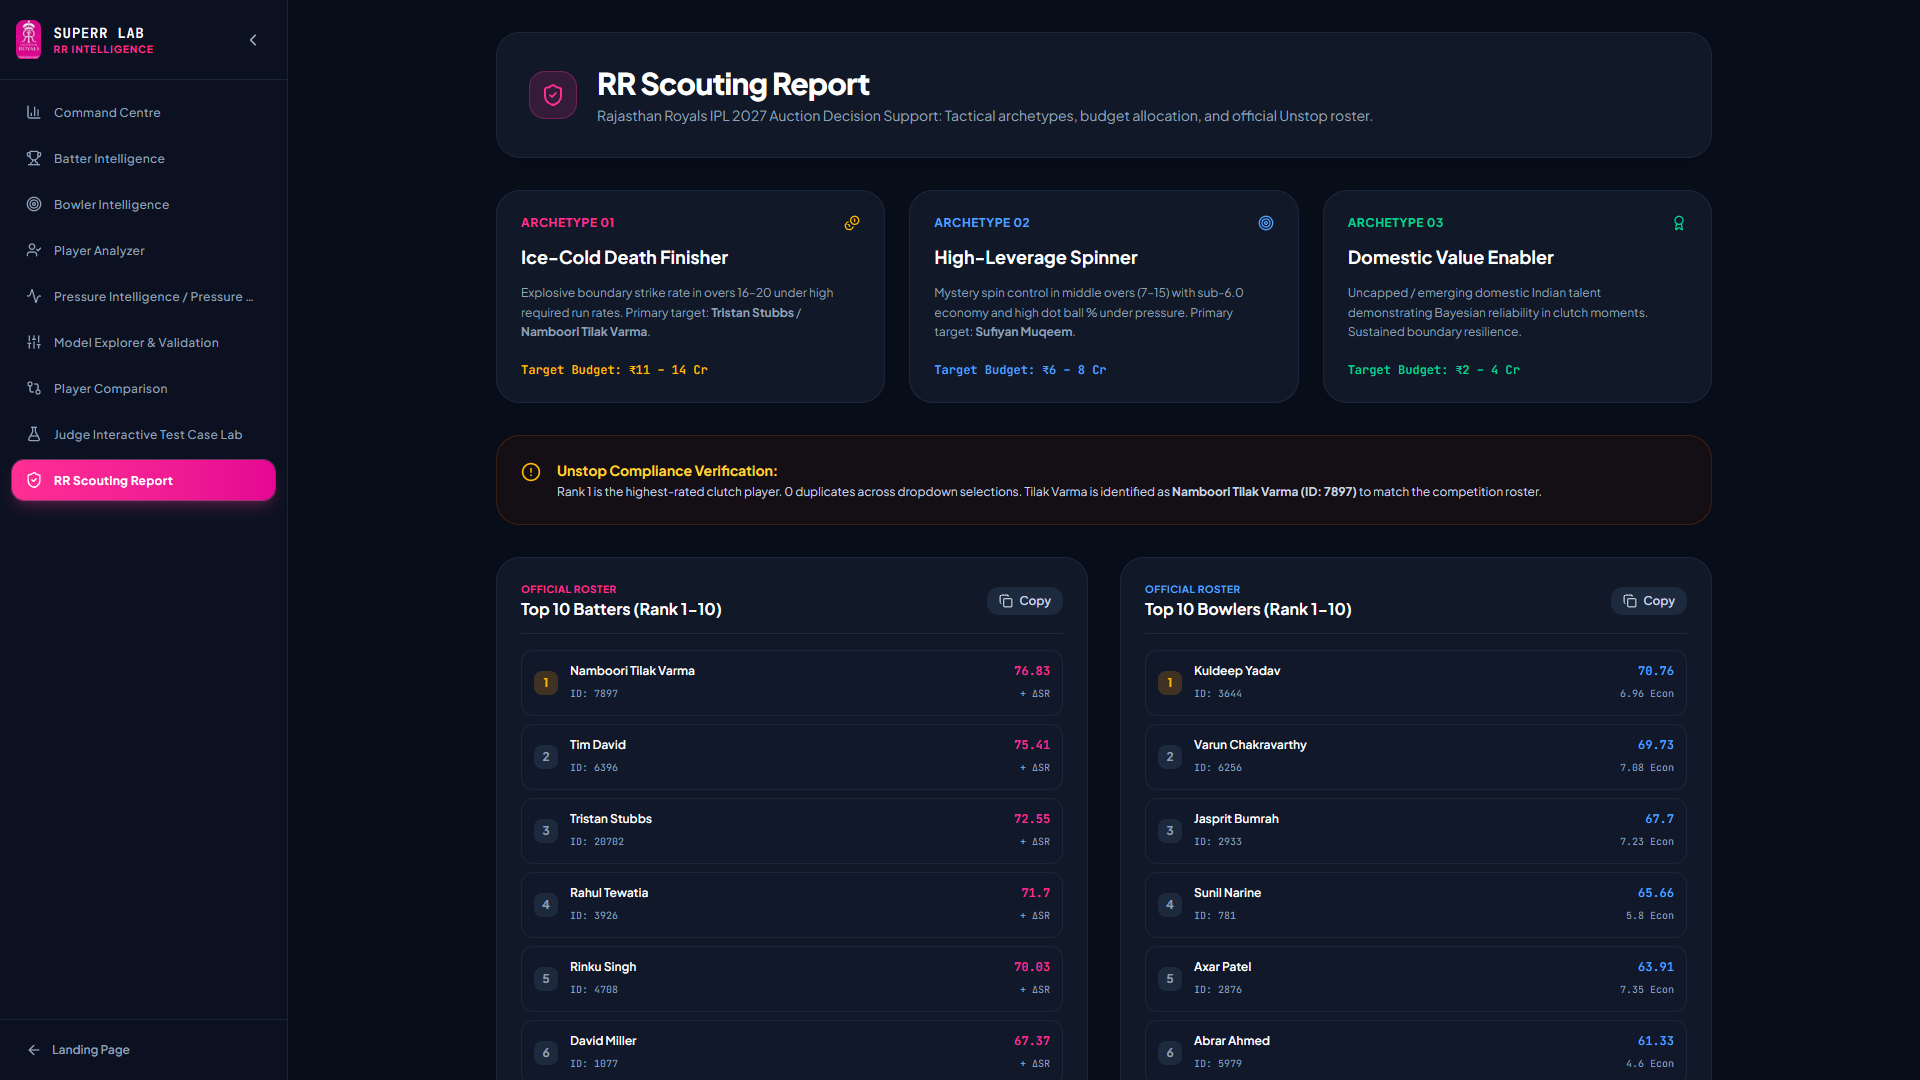 SUPERR LAB
RR INTELLIGENCE
Command Centre
Batter Intelligence
Bowler Intelligence
Player Analyzer
Pressure Intelligence / Pressure ...
Model Explorer & Validation
Player Comparison
Judge Interactive Test Case Lab
RR Scouting Report
Landing Page
RR Scouting Report
Rajasthan Royals IPL 2027 Auction Decision Support: Tactical archetypes, budget allocation, and official Unstop roster.
ARCHETYPE 01
Ice-Cold Death Finisher
Explosive boundary strike rate in overs 16–20 under high
required run rates. Primary target: Tristan Stubbs /
Namboori Tilak Varma.
Target Budget: ₹11 – 14 Cr
ARCHETYPE 02
High-Leverage Spinner
Mystery spin control in middle overs (7–15) with sub-6.0
economy and high dot ball % under pressure. Primary
target: Sufiyan Muqeem.
Target Budget: ₹6 – 8 Cr
ARCHETYPE 03
Domestic Value Enabler
Uncapped / emerging domestic Indian talent
demonstrating Bayesian reliability in clutch moments.
Sustained boundary resilience.
Target Budget: ₹2 – 4 Cr
Unstop Compliance Verification:
Rank 1 is the highest-rated clutch player. 0 duplicates across dropdown selections. Tilak Varma is identified as Namboori Tilak Varma (ID: 7897) to match the competition roster.
OFFICIAL ROSTER
Top 10 Batters (Rank 1–10)
Copy
1
Namboori Tilak Varma
76.83
ID: 7897
+ ΔSR
2
Tim David
75.41
ID: 6396
+ ΔSR
3
Tristan Stubbs
72.55
ID: 20702
+ ΔSR
4
Rahul Tewatia
71.7
ID: 3926
+ ΔSR
5
Rinku Singh
70.03
ID: 4708
+ ΔSR
6
David Miller
67.37
ID: 1077
+ ΔSR
OFFICIAL ROSTER
Top 10 Bowlers (Rank 1–10)
Copy
1
Kuldeep Yadav
70.76
ID: 3644
6.96 Econ
2
Varun Chakravarthy
69.73
ID: 6256
7.08 Econ
3
Jasprit Bumrah
67.7
ID: 2933
7.23 Econ
4
Sunil Narine
65.66
ID: 781
5.8 Econ
5
Axar Patel
63.91
ID: 2876
7.35 Econ
6
Abrar Ahmed
61.33
ID: 5979
4.6 Econ